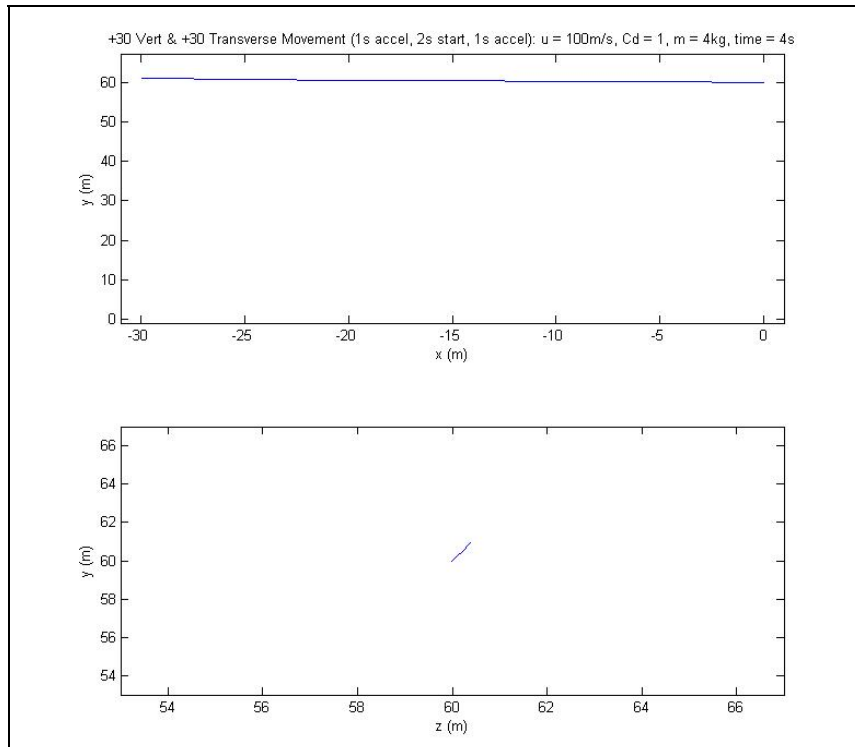 +30 Vert & +30 Transverse Movement (1s accel, 2s start, 1s accel): u = 100m/s, Cd = 1, m = 4kg, time = 4s
60
50
40
30
20
10
0
y (m)
-30 -25 -20 -15 -10 -5 0
x (m)
66
64
62
60
58
56
54
y (m)
54 56 58 60 62 64 66
z (m)